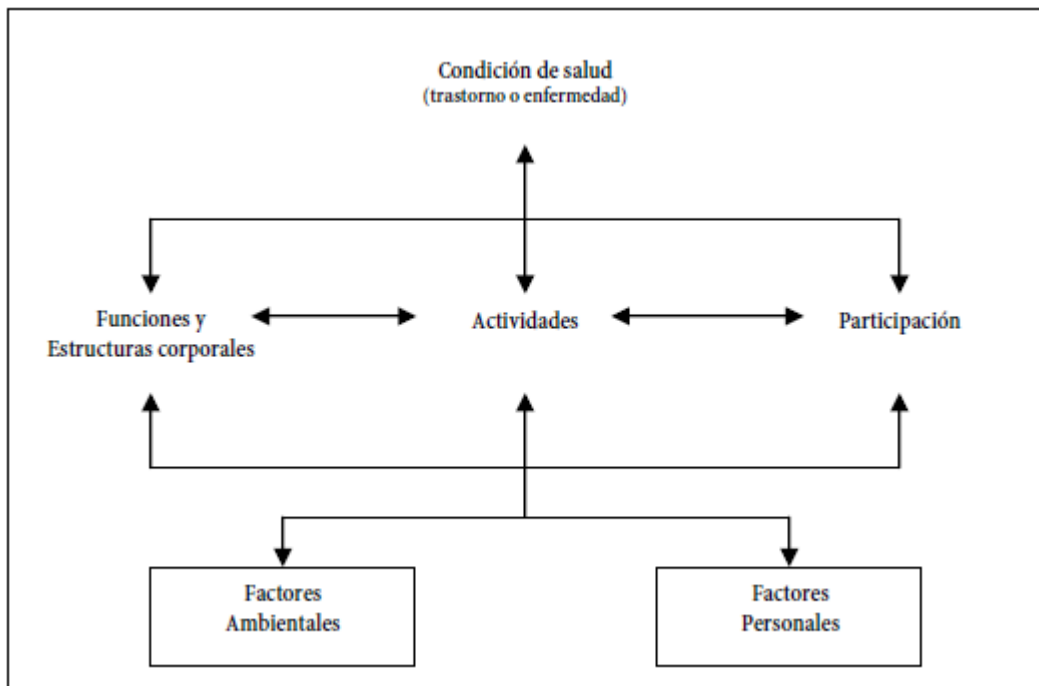 Condición de salud
(trastorno o enfermedad)
Funciones y
Estructuras corporales
Actividades
Participación
Factores
Ambientales
Factores
Personales